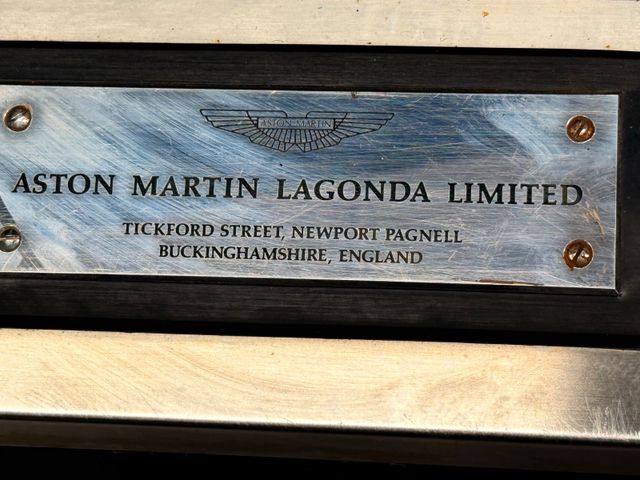 ASTON MARTIN
ASTON MARTIN LAGONDA LIMITED
TICKFORD STREET, NEWPORT PAGNELL
BUCKINGHAMSHIRE, ENGLAND